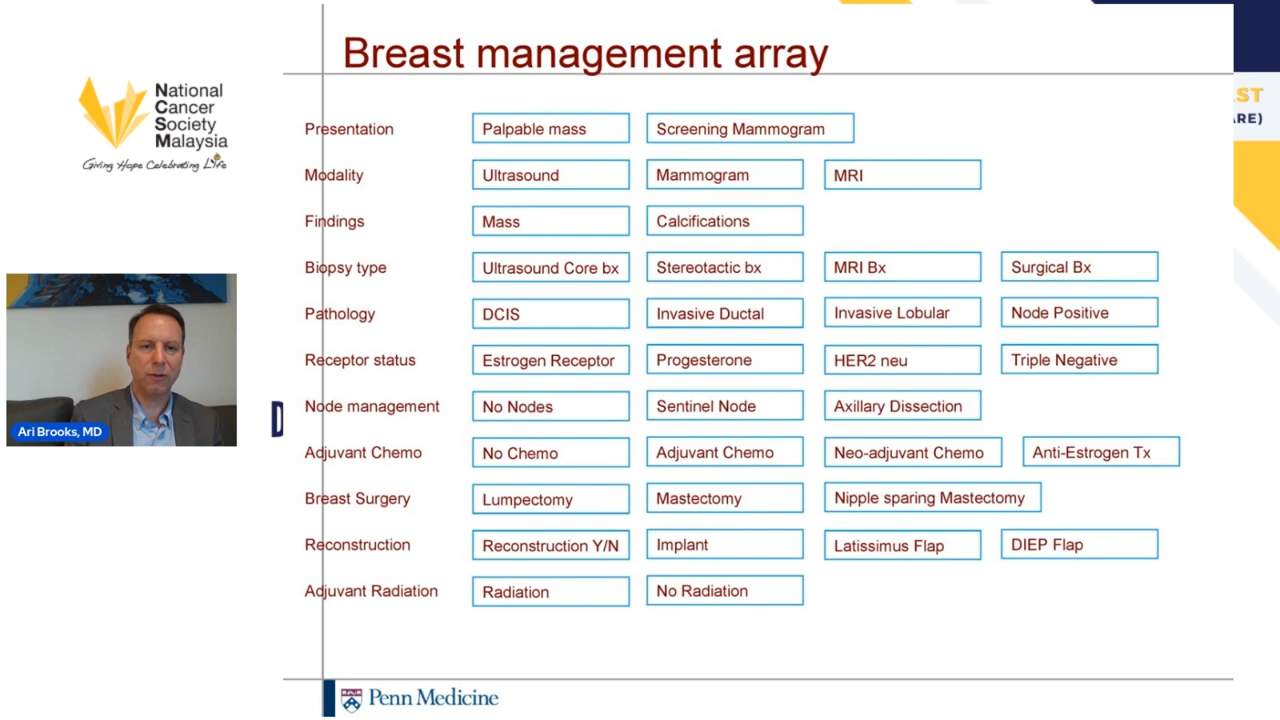 Breast management array
National
Cancer
Society
Malaysia
Giving Hope Celebrating Life
ARE)
Presentation Palpable mass Screening Mammogram
Modality Ultrasound Mammogram MRI
Findings Mass Calcifications
Biopsy type Ultrasound Core bx Stereotactic bx MRI Bx Surgical Bx
Pathology DCIS Invasive Ductal Invasive Lobular Node Positive
Receptor status Estrogen Receptor Progesterone HER2 neu Triple Negative
Node management No Nodes Sentinel Node Axillary Dissection
Adjuvant Chemo No Chemo Adjuvant Chemo Neo-adjuvant Chemo Anti-Estrogen Tx
Breast Surgery Lumpectomy Mastectomy Nipple sparing Mastectomy
Reconstruction Reconstruction Y/N Implant Latissimus Flap DIEP Flap
Adjuvant Radiation Radiation No Radiation
Ari Brooks, MD
Penn Medicine